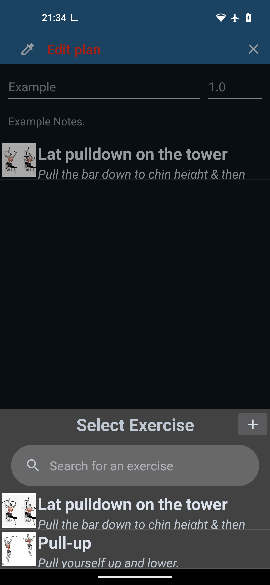 21:34
Edit plan
Example 1.0
Example Notes.
Lat pulldown on the tower
Pull the bar down to chin height & then
Select Exercise
Search for an exercise
Lat pulldown on the tower
Pull the bar down to chin height & then
Pull-up
Pull yourself up and lower.